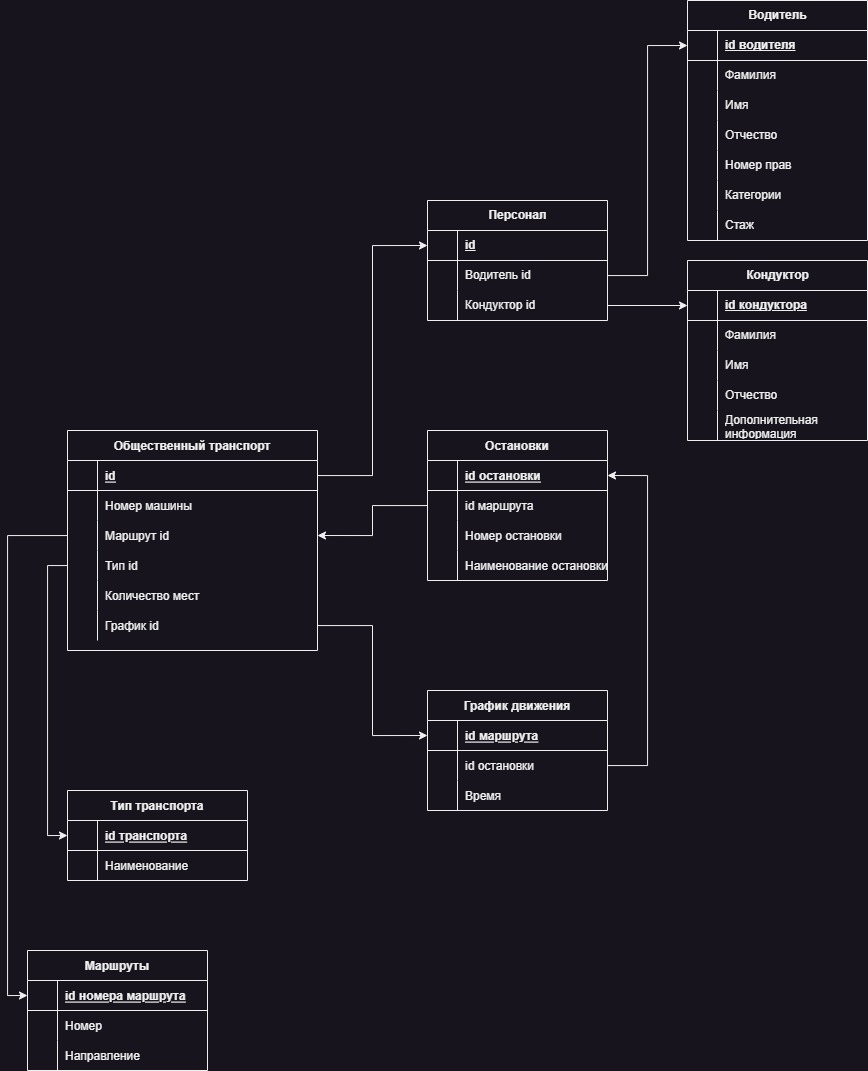 Водитель
id водителя
Фамилия
Имя
Отчество
Номер прав
Категории
Стаж
Персонал
id
Водитель id
Кондуктор id
Кондуктор
id кондуктора
Фамилия
Имя
Отчество
Дополнительная
информация
Общественный транспорт
id
Номер машины
Маршрут id
Тип id
Количество мест
График id
Остановки
id остановки
id маршрута
Номер остановки
Наименование остановки
График движения
id маршрута
id остановки
Время
Тип транспорта
id транспорта
Наименование
Маршруты
id номера маршрута
Номер
Направление